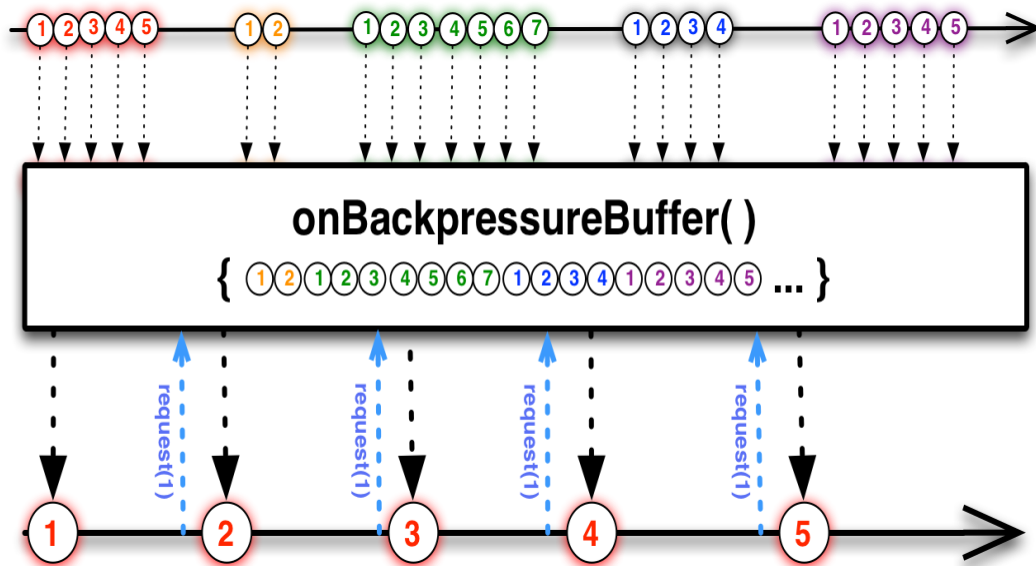 1 2 3 4 5 1 2 1 2 3 4 5 6 7 1 2 3 4 1 2 3 4 5
onBackpressureBuffer( )
{ 1 2 1 2 3 4 5 6 7 1 2 3 4 1 2 3 4 5 ... }
request(1) request(1) request(1) request(1)
1 2 3 4 5